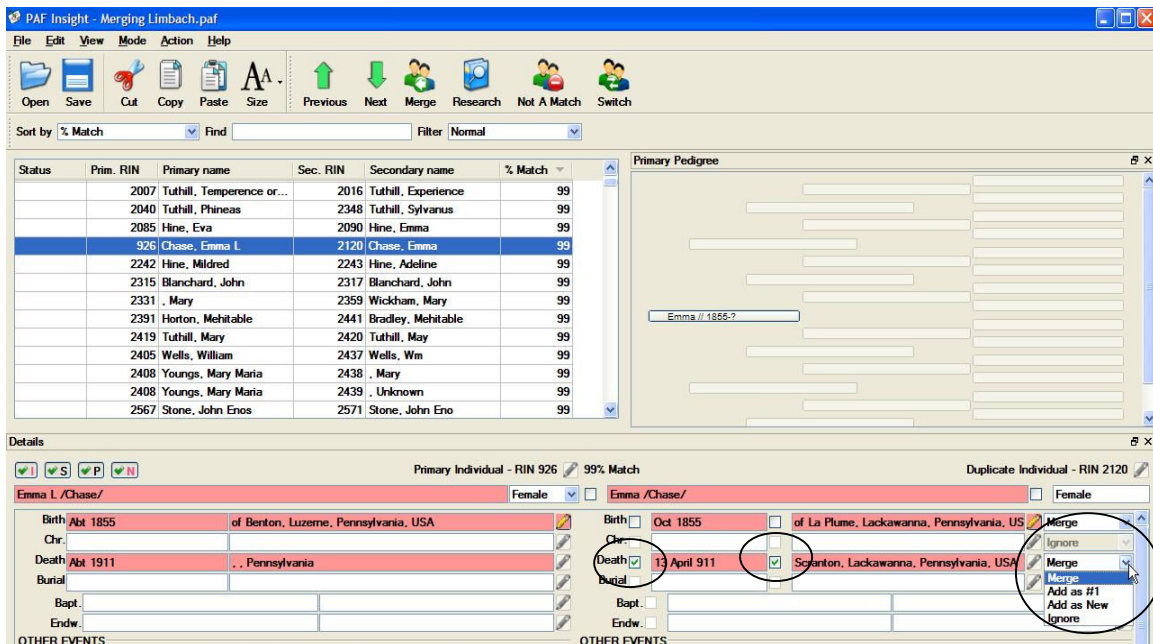 PAF Insight - Merging Limbach.paf
File Edit View Mode Action Help
Open Save Cut Copy Paste Size Previous Next Merge Research Not A Match Switch
Sort by % Match Find Filter Normal
Status Prim. RIN Primary name Sec. RIN Secondary name % Match
2007 Tuthill, Temperence or... 2016 Tuthill, Experience 99
2040 Tuthill, Phineas 2348 Tuthill, Sylvanus 99
2085 Hine, Eva 2090 Hine, Emma 99
926 Chase, Emma L 2120 Chase, Emma 99
2242 Hine, Mildred 2243 Hine, Adeline 99
2315 Blanchard, John 2317 Blanchard, John 99
2331 , Mary 2359 Wickham, Mary 99
2391 Horton, Mehitable 2441 Bradley, Mehitable 99
2419 Tuthill, Mary 2420 Tuthill, May 99
2405 Wells, William 2437 Wells, Wm 99
2408 Youngs, Mary Maria 2438 , Mary 99
2408 Youngs, Mary Maria 2439 , Unknown 99
2567 Stone, John Enos 2571 Stone, John Eno 99
Primary Pedigree
Emma // 1855-?
Details
I S P N Primary Individual - RIN 926 99% Match Duplicate Individual - RIN 2120
Emma L /Chase/ Female Emma /Chase/ Female
Birth Abt 1855 of Benton, Luzerne, Pennsylvania, USA Birth Oct 1855 of La Plume, Lackawanna, Pennsylvania, US Merge
Chr. Chr. Ignore
Death Abt 1911 , , Pennsylvania Death 13 April 911 Scranton, Lackawanna, Pennsylvania, USA Merge
Burial Burial Merge
Add as #1
Bapt. Bapt. Add as New
Endw. Endw. Ignore
OTHER EVENTS OTHER EVENTS